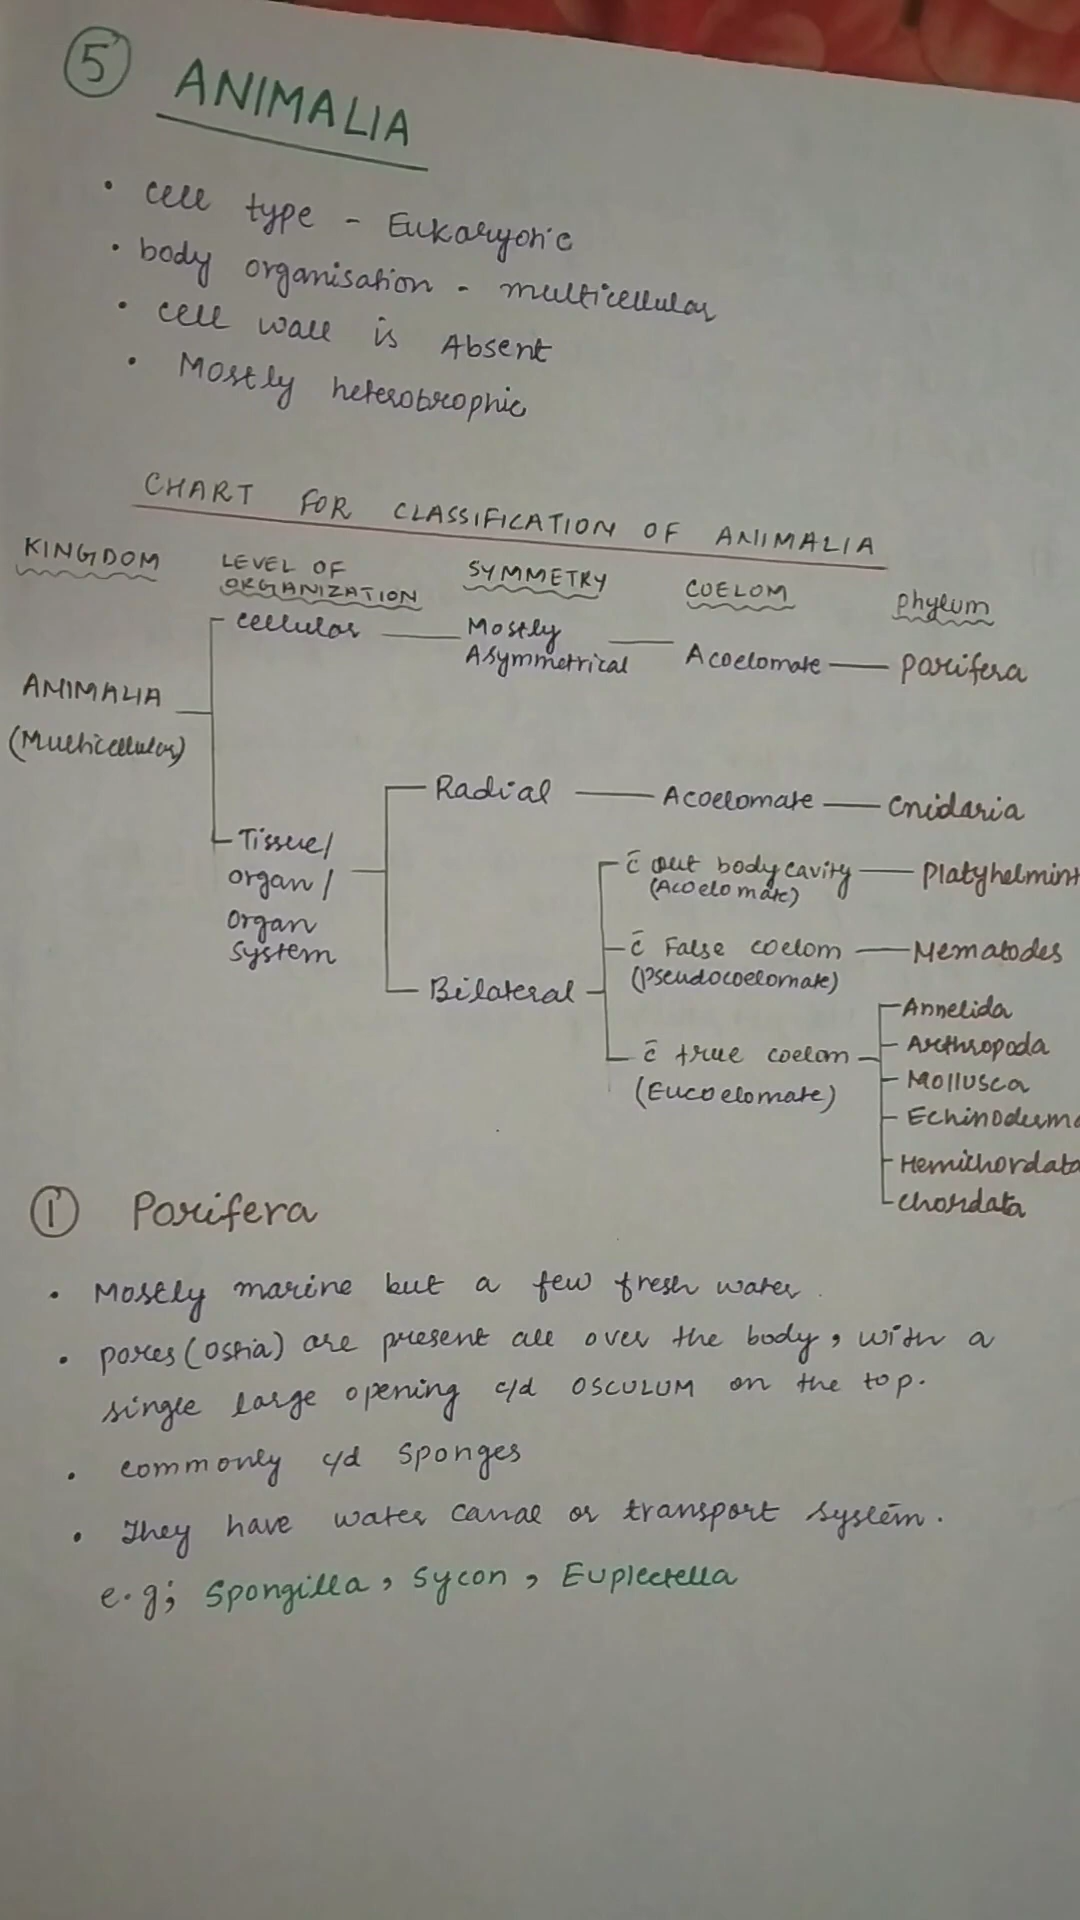 5 ANIMALIA
• cell type - Eukaryotic
• body organisation - multicellular
• cell wall is Absent
• Mostly heterotrophic
CHART FOR CLASSIFICATION OF ANIMALIA
KINGDOM LEVEL OF ORGANIZATION SYMMETRY COELOM Phylum
cellular Mostly Asymmetrical Acoelomate Porifera
ANIMALIA
(Multicellular)
Radial Acoelomate Cnidaria
Tissue/
organ/
organ
system
c̄ out body cavity Platyhelmint
(Acoelomate)
c̄ False coelom Nematodes
(Pseudocoelomate)
Bilateral
c̄ true coelom
(Eucoelomate)
Annelida
Arthropoda
Mollusca
Echinoderma
Hemichordata
chordata
1 Porifera
• Mostly marine but a few fresh water.
• pores (ostia) are present all over the body, with a
single large opening c/d OSCULUM on the top.
• commonly c/d sponges
• They have water canal or transport system.
e.g; Spongilla, Sycon, Euplectella